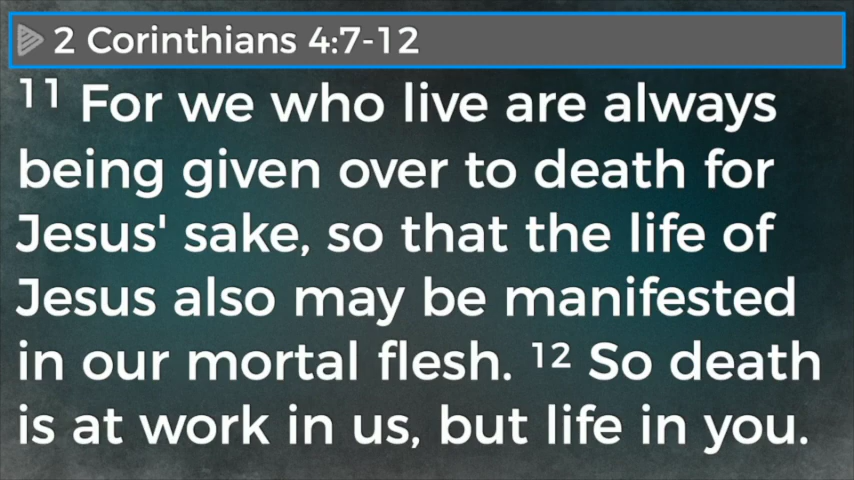 2 Corinthians 4:7-12
11 For we who live are always
being given over to death for
Jesus' sake, so that the life of
Jesus also may be manifested
in our mortal flesh. 12 So death
is at work in us, but life in you.